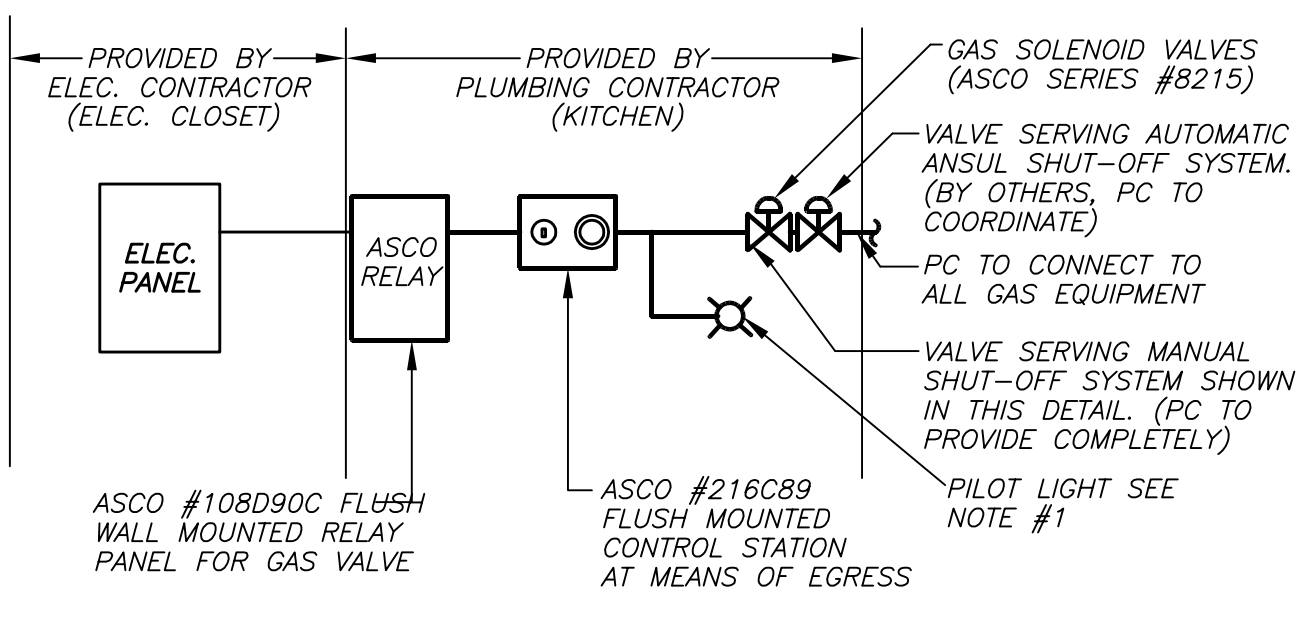 PROVIDED BY
ELEC. CONTRACTOR
(ELEC. CLOSET)
PROVIDED BY
PLUMBING CONTRACTOR
(KITCHEN)
GAS SOLENOID VALVES
(ASCO SERIES #8215)
VALVE SERVING AUTOMATIC
ANSUL SHUT-OFF SYSTEM.
(BY OTHERS, PC TO
COORDINATE)
ELEC.
PANEL
ASCO
RELAY
PC TO CONNECT TO
ALL GAS EQUIPMENT
VALVE SERVING MANUAL
SHUT-OFF SYSTEM SHOWN
IN THIS DETAIL. (PC TO
PROVIDE COMPLETELY)
ASCO #108D90C FLUSH
WALL MOUNTED RELAY
PANEL FOR GAS VALVE
ASCO #216C89
FLUSH MOUNTED
CONTROL STATION
AT MEANS OF EGRESS
PILOT LIGHT SEE
NOTE #1